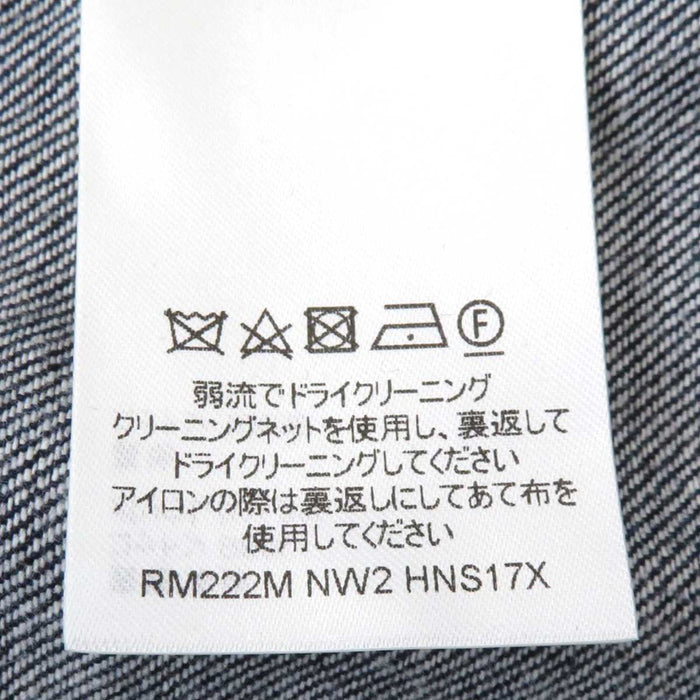 F
弱流でドライクリーニング
クリーニングネットを使用し、裏返して
ドライクリーニングしてください
アイロンの際は裏返しにしてあて布を
使用してください
RM222M NW2 HNS17X